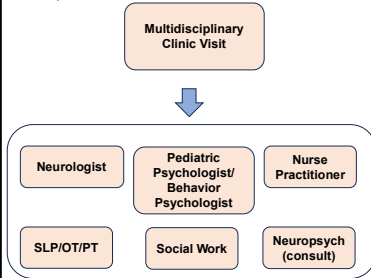 Multidisciplinary
Clinic Visit
Neurologist
Pediatric
Psychologist/
Behavior
Psychologist
Nurse
Practitioner
SLP/OT/PT
Social Work
Neuropsych
(consult)